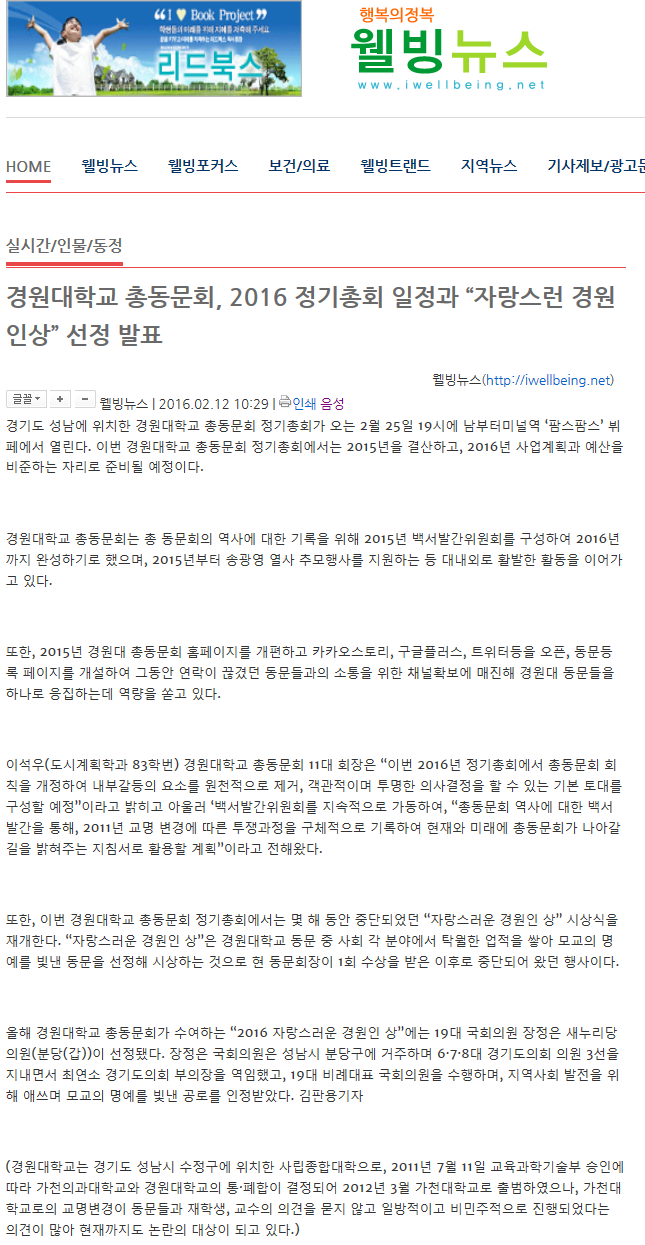 ❝I ♥ Book Project❞
학생들의 미래를 위한 지혜를 저축해 주세요
리드북스
행복의정복
웰빙뉴스
www.iwellbeing.net
HOME 웰빙뉴스 웰빙포커스 보건/의료 웰빙트랜드 지역뉴스 기사제보/광고문
실시간/인물/동정
경원대학교 총동문회, 2016 정기총회 일정과 “자랑스런 경원
인상” 선정 발표
웰빙뉴스(http://iwellbeing.net)
글꼴 + - 웰빙뉴스 | 2016.02.12 10:29 | 인쇄 음성
경기도 성남에 위치한 경원대학교 총동문회 정기총회가 오는 2월 25일 19시에 남부터미널역 ‘팜스팜스’ 뷔
페에서 열린다. 이번 경원대학교 총동문회 정기총회에서는 2015년을 결산하고, 2016년 사업계획과 예산을
비준하는 자리로 준비될 예정이다.
경원대학교 총동문회는 총 동문회의 역사에 대한 기록을 위해 2015년 백서발간위원회를 구성하여 2016년
까지 완성하기로 했으며, 2015년부터 송광영 열사 추모행사를 지원하는 등 대내외로 활발한 활동을 이어가
고 있다.
또한, 2015년 경원대 총동문회 홈페이지를 개편하고 카카오스토리, 구글플러스, 트위터등을 오픈, 동문등
록 페이지를 개설하여 그동안 연락이 끊겼던 동문들과의 소통을 위한 채널확보에 매진해 경원대 동문들을
하나로 응집하는데 역량을 쏟고 있다.
이석우(도시계획학과 83학번) 경원대학교 총동문회 11대 회장은 “이번 2016년 정기총회에서 총동문회 회
칙을 개정하여 내부갈등의 요소를 원천적으로 제거, 객관적이며 투명한 의사결정을 할 수 있는 기본 토대를
구성할 예정”이라고 밝히고 아울러 ‘백서발간위원회를 지속적으로 가동하여, “총동문회 역사에 대한 백서
발간을 통해, 2011년 교명 변경에 따른 투쟁과정을 구체적으로 기록하여 현재와 미래에 총동문회가 나아갈
길을 밝혀주는 지침서로 활용할 계획”이라고 전해왔다.
또한, 이번 경원대학교 총동문회 정기총회에서는 몇 해 동안 중단되었던 “자랑스러운 경원인 상” 시상식을
재개한다. “자랑스러운 경원인 상”은 경원대학교 동문 중 사회 각 분야에서 탁월한 업적을 쌓아 모교의 명
예를 빛낸 동문을 선정해 시상하는 것으로 현 동문회장이 1회 수상을 받은 이후로 중단되어 왔던 행사이다.
올해 경원대학교 총동문회가 수여하는 “2016 자랑스러운 경원인 상”에는 19대 국회의원 장정은 새누리당
의원(분당(갑))이 선정됐다. 장정은 국회의원은 성남시 분당구에 거주하며 6·7·8대 경기도의회 의원 3선을
지내면서 최연소 경기도의회 부의장을 역임했고, 19대 비례대표 국회의원을 수행하며, 지역사회 발전을 위
해 애쓰며 모교의 명예를 빛낸 공로를 인정받았다. 김판용기자
(경원대학교는 경기도 성남시 수정구에 위치한 사립종합대학으로, 2011년 7월 11일 교육과학기술부 승인에
따라 가천의과대학교와 경원대학교의 통·폐합이 결정되어 2012년 3월 가천대학교로 출범하였으나, 가천대
학교로의 교명변경이 동문들과 재학생, 교수의 의견을 묻지 않고 일방적이고 비민주적으로 진행되었다는
의견이 많아 현재까지도 논란의 대상이 되고 있다.)